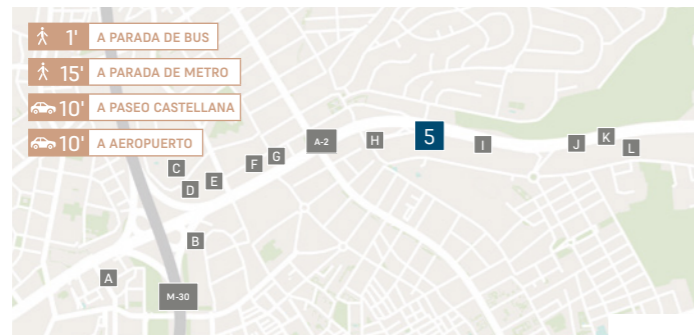 1' A PARADA DE BUS
15' A PARADA DE METRO
10' A PASEO CASTELLANA
10' A AEROPUERTO
A-2
H
5
I
J
K
L
G
F
E
C
D
B
A
M-30